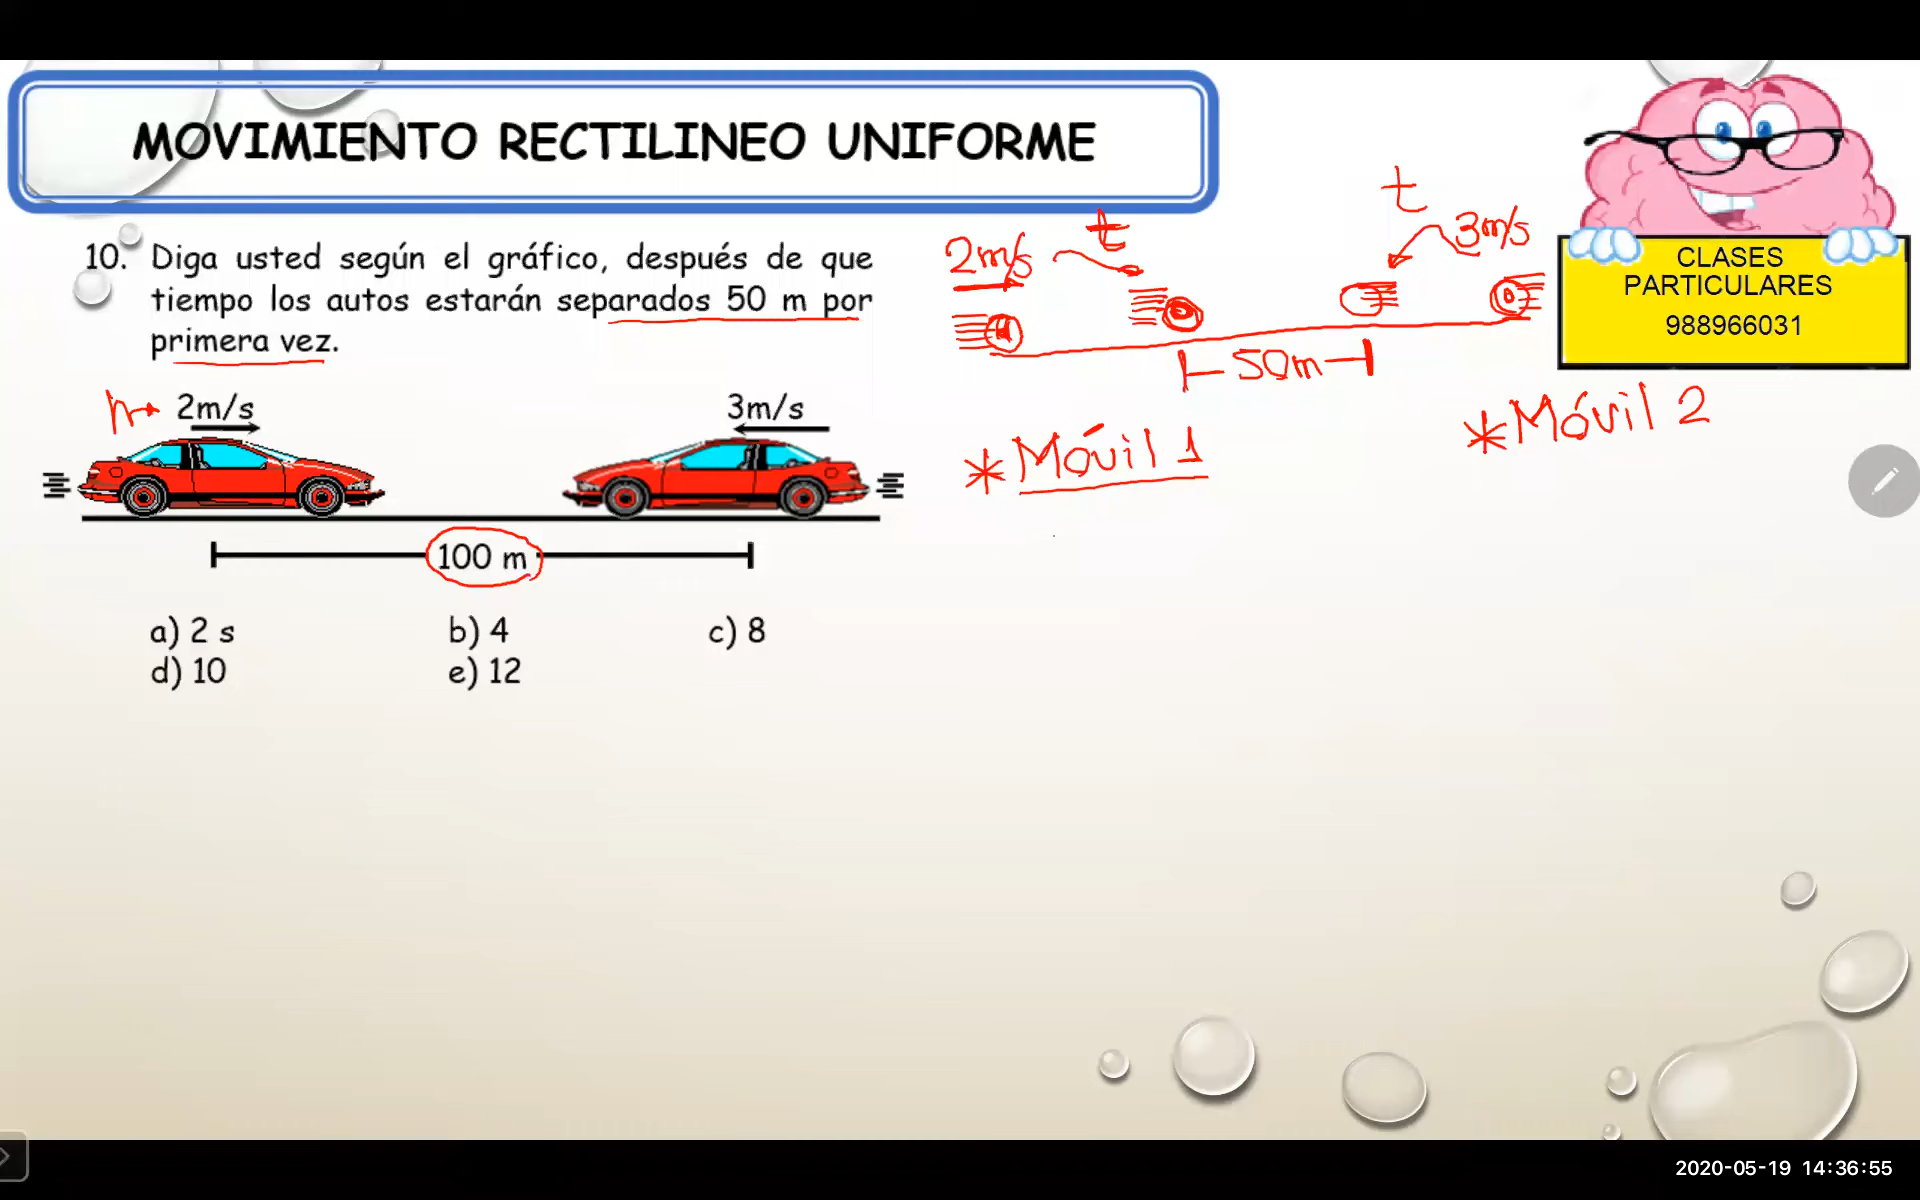 MOVIMIENTO RECTILINEO UNIFORME
10. Diga usted según el gráfico, después de que
tiempo los autos estarán separados 50 m por
primera vez.
2m/s
3m/s
100 m
a) 2 s
b) 4
c) 8
d) 10
e) 12
2m/s
t
t
3m/s
50m
*Móvil 1
*Móvil 2
CLASES
PARTICULARES
988966031
2020-05-19 14:36:55